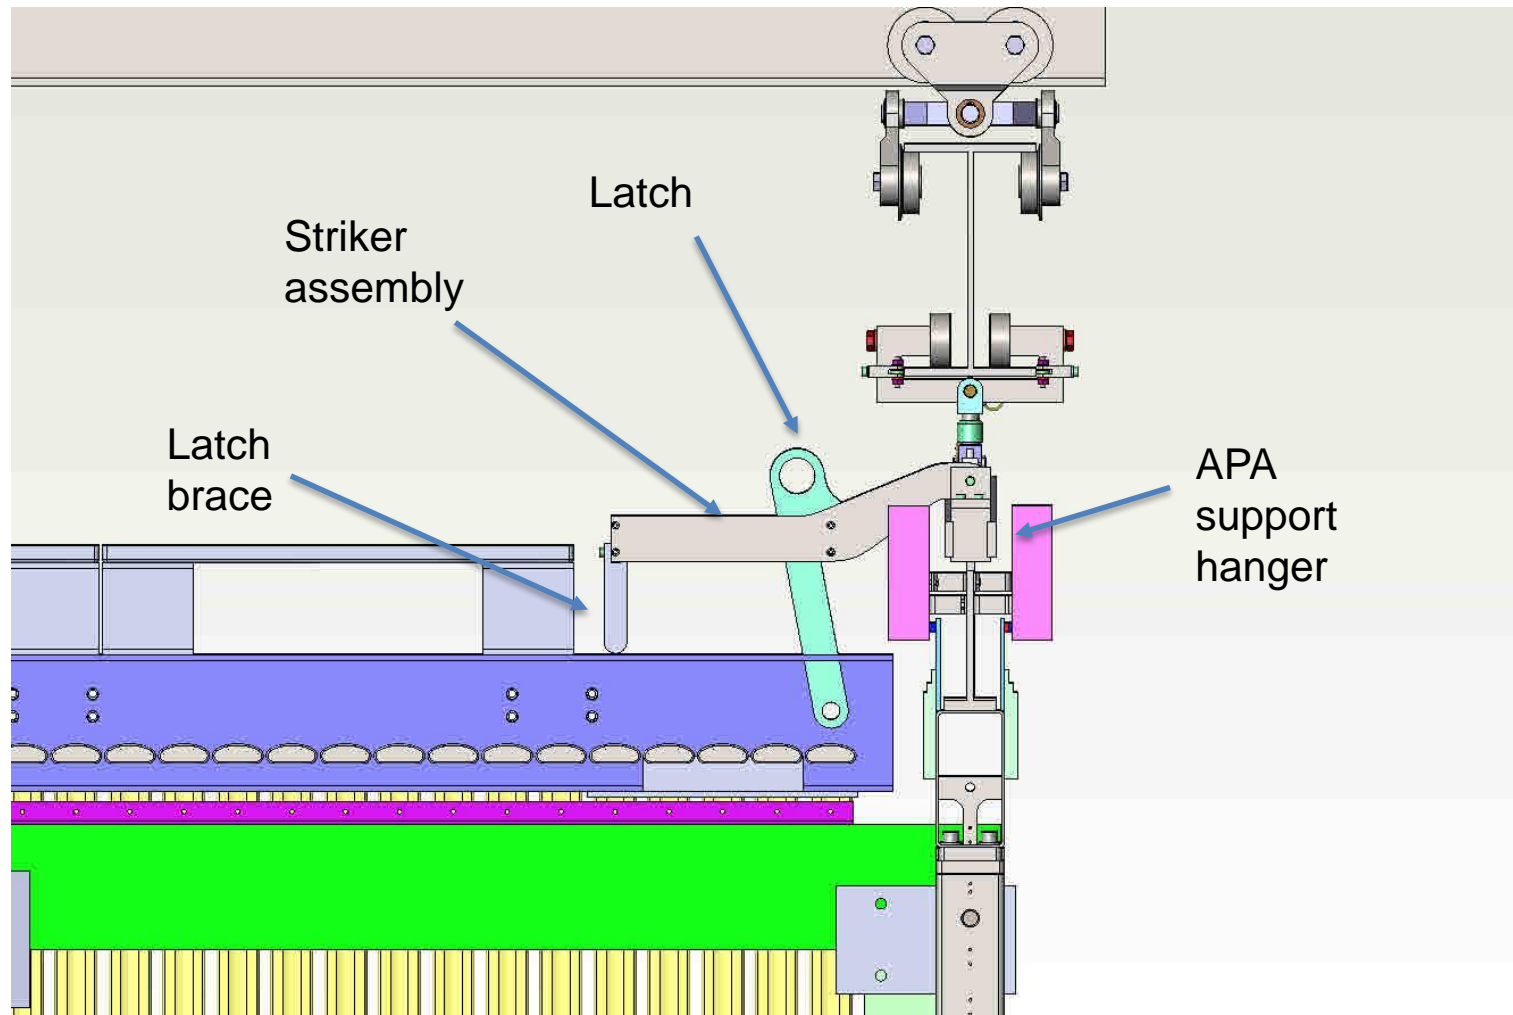 Latch
Striker
assembly
Latch
brace
APA
support
hanger